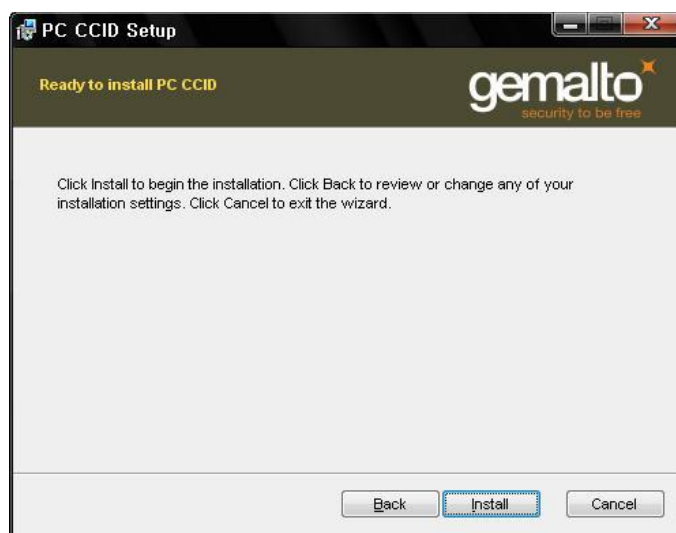 PC CCID Setup
Ready to install PC CCID
gemalto
security to be free
Click Install to begin the installation. Click Back to review or change any of your
installation settings. Click Cancel to exit the wizard.
Back Install Cancel